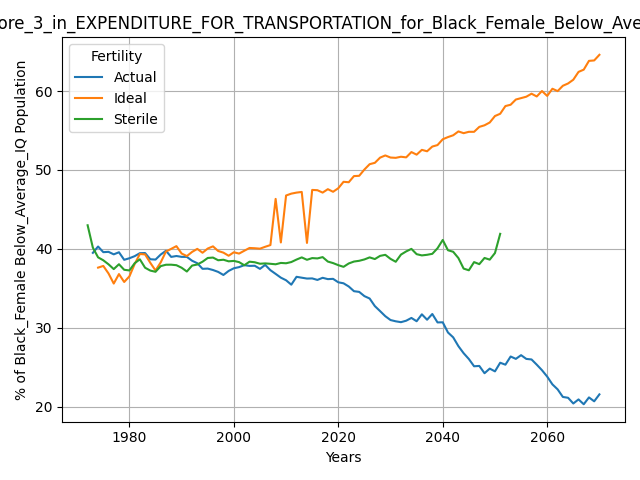 ore_3_in_EXPENDITURE_FOR_TRANSPORTATION_for_Black_Female_Below_Ave
Fertility
Actual
Ideal
Sterile
% of Black_Female Below_Average_IQ Population
60
50
40
30
20
1980
2000
2020
2040
2060
Years